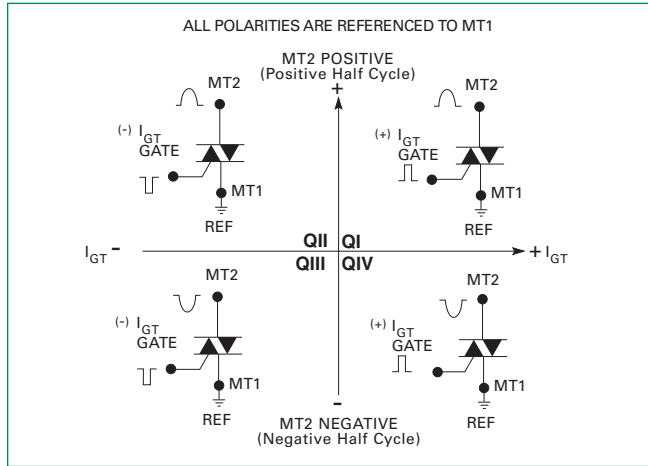 ALL POLARITIES ARE REFERENCED TO MT1
MT2 POSITIVE
(Positive Half Cycle)
+
MT2
(-) IGT
GATE
MT1
REF
MT2
(+) IGT
GATE
MT1
REF
IGT -
QII QI
QIII QIV
+ IGT
MT2
(-) IGT
GATE
MT1
REF
MT2
(+) IGT
GATE
MT1
REF
-
MT2 NEGATIVE
(Negative Half Cycle)